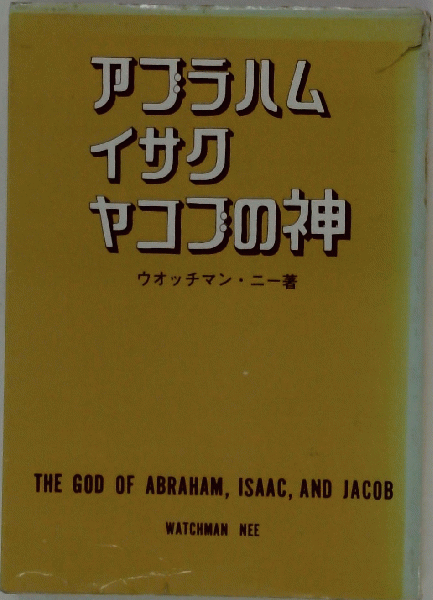 アブラハム
イサク
ヤコブの神
ウオッチマン・ニー著
THE GOD OF ABRAHAM, ISAAC, AND JACOB
WATCHMAN NEE